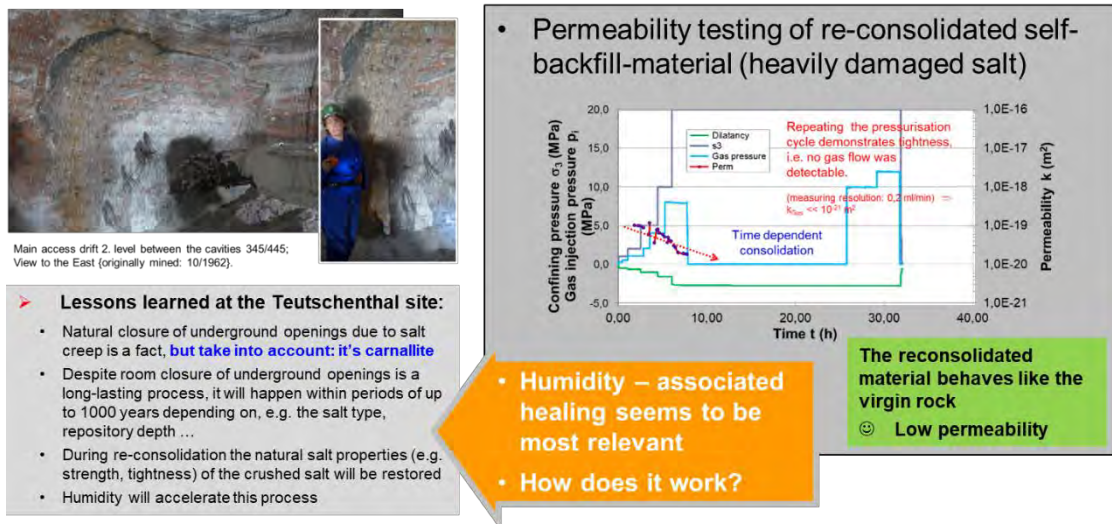 Main access drift 2. level between the cavities 345/445;
View to the East {originally mined: 10/1962}.
➢ Lessons learned at the Teutschenthal site:
• Natural closure of underground openings due to salt
creep is a fact, but take into account: it's carnallite
• Despite room closure of underground openings is a
long-lasting process, it will happen within periods of up
to 1000 years depending on, e.g. the salt type,
repository depth …
• During re-consolidation the natural salt properties (e.g.
strength, tightness) of the crushed salt will be restored
• Humidity will accelerate this process
• Permeability testing of re-consolidated self-
backfill-material (heavily damaged salt)
Confining pressure σ3 (MPa)
Gas injection pressure pi
(MPa)
20,0
15,0
10,0
5,0
0,0
-5,0
Dilatancy
s3
Gas pressure
Perm
Repeating the pressurisation
cycle demonstrates tightness,
i.e. no gas flow was
detectable.
(measuring resolution: 0,2 ml/min) ⇒
<< 10⁻²¹ m²
Time dependent
consolidation
1,0E-16
1,0E-17
1,0E-18
1,0E-19
1,0E-20
1,0E-21
Permeability k (m²)
0,00 10,00 20,00 30,00 40,00
Time t (h)
• Humidity – associated
healing seems to be
most relevant
• How does it work?
The reconsolidated
material behaves like the
virgin rock
☺ Low permeability